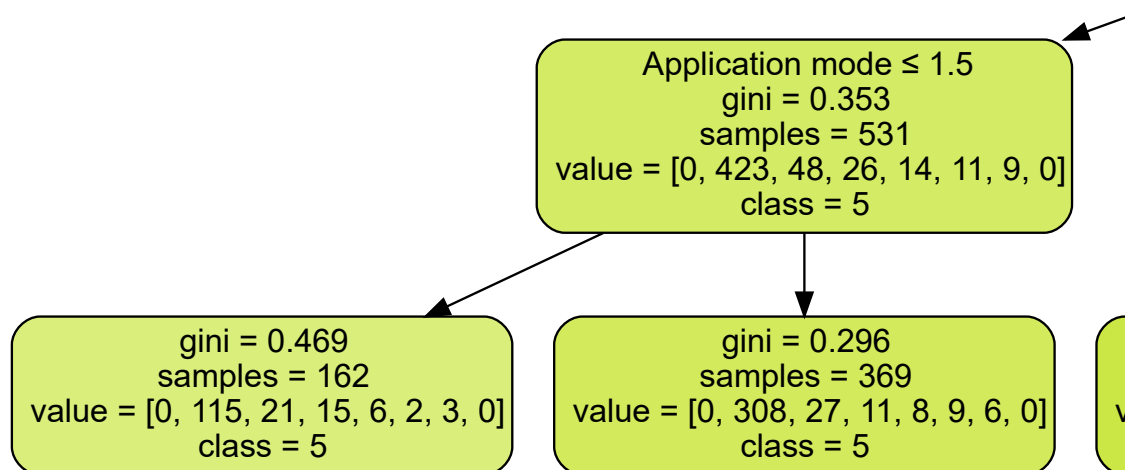 Application mode ≤ 1.5
gini = 0.353
samples = 531
value = [0, 423, 48, 26, 14, 11, 9, 0]
class = 5
gini = 0.469
samples = 162
value = [0, 115, 21, 15, 6, 2, 3, 0]
class = 5
gini = 0.296
samples = 369
value = [0, 308, 27, 11, 8, 9, 6, 0]
class = 5